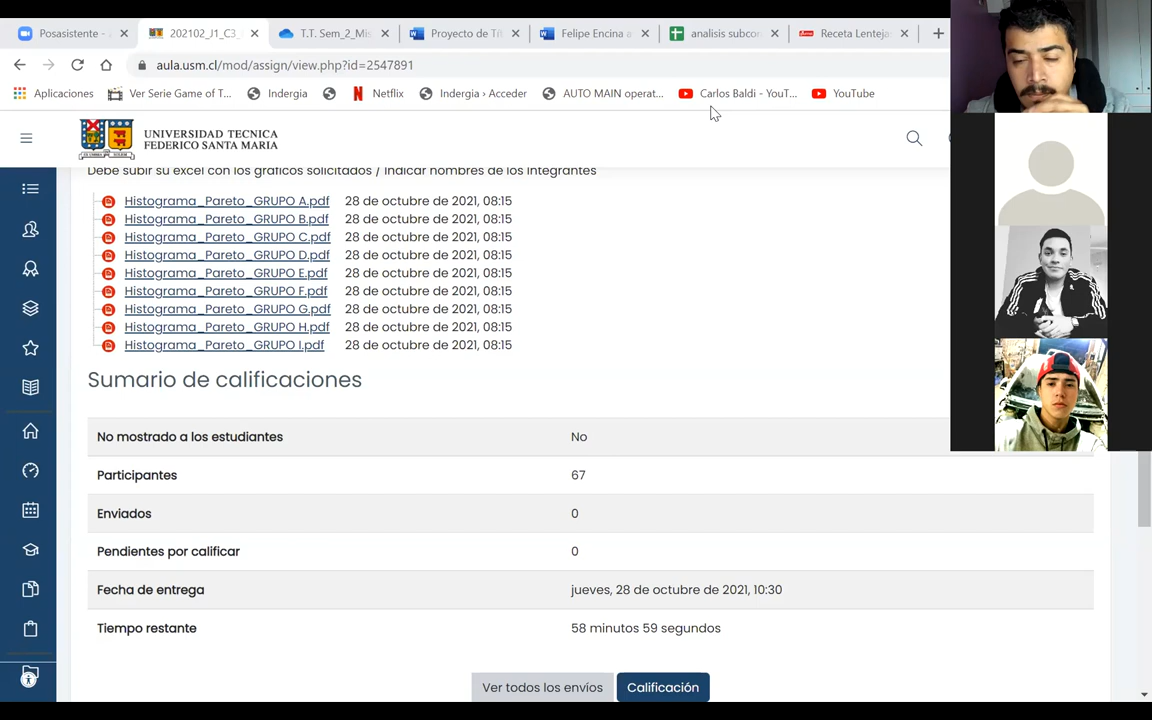 Posasistente -
202102_J1_C3_
T.T. Sem_2_Mis
Proyecto de Tít
Felipe Encina a
analisis subcon
Receta Lenteja
aula.usm.cl/mod/assign/view.php?id=2547891
Aplicaciones
Ver Serie Game of T...
Indergia
Netflix
Indergia › Acceder
AUTO MAIN operat...
Carlos Baldi - YouT...
YouTube
UNIVERSIDAD TECNICA
FEDERICO SANTA MARIA
Debe subir su excel con los gráficos solicitados / Indicar nombres de los integrantes
Histograma_Pareto_GRUPO A.pdf 28 de octubre de 2021, 08:15
Histograma_Pareto_GRUPO B.pdf 28 de octubre de 2021, 08:15
Histograma_Pareto_GRUPO C.pdf 28 de octubre de 2021, 08:15
Histograma_Pareto_GRUPO D.pdf 28 de octubre de 2021, 08:15
Histograma_Pareto_GRUPO E.pdf 28 de octubre de 2021, 08:15
Histograma_Pareto_GRUPO F.pdf 28 de octubre de 2021, 08:15
Histograma_Pareto_GRUPO G.pdf 28 de octubre de 2021, 08:15
Histograma_Pareto_GRUPO H.pdf 28 de octubre de 2021, 08:15
Histograma_Pareto_GRUPO I.pdf 28 de octubre de 2021, 08:15
Sumario de calificaciones
No mostrado a los estudiantes No
Participantes 67
Enviados 0
Pendientes por calificar 0
Fecha de entrega jueves, 28 de octubre de 2021, 10:30
Tiempo restante 58 minutos 59 segundos
Ver todos los envíos
Calificación